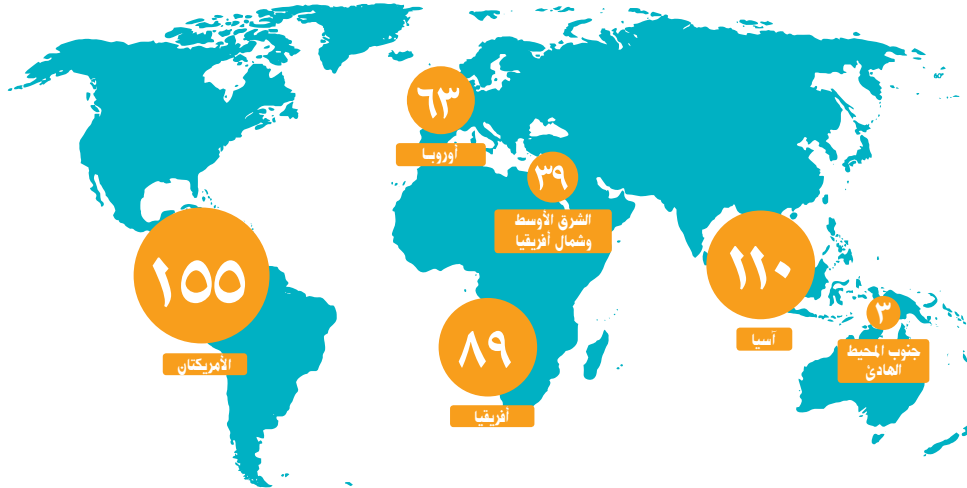 ٦٣
أوروبا
٣٩
الشرق الأوسط
وشمال أفريقيا
١٥٥
الأمريكتان
١١٠
آسيا
٣
جنوب المحيط
الهادئ
٨٩
أفريقيا